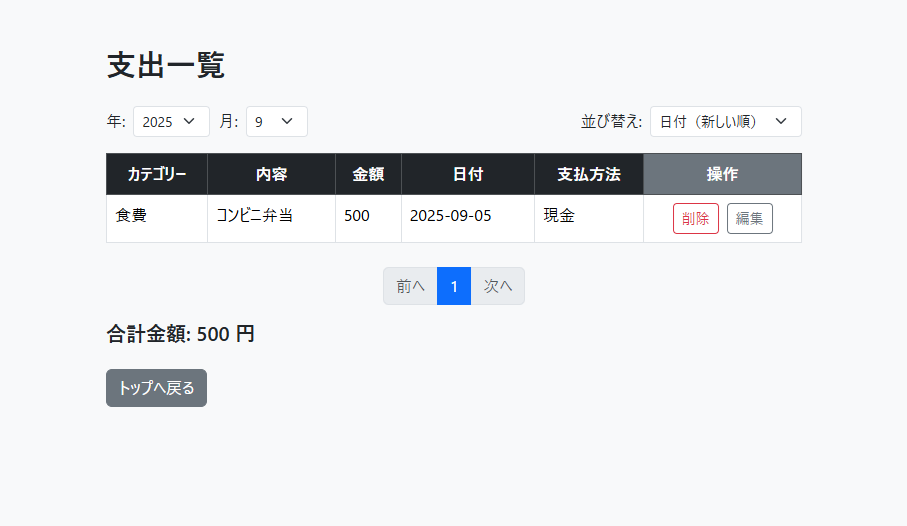 支出一覧
年: 2025 月: 9 並び替え: 日付（新しい順）
カテゴリー 内容 金額 日付 支払方法 操作
食費 コンビニ弁当 500 2025-09-05 現金 削除 編集
前へ 1 次へ
合計金額: 500 円
トップへ戻る